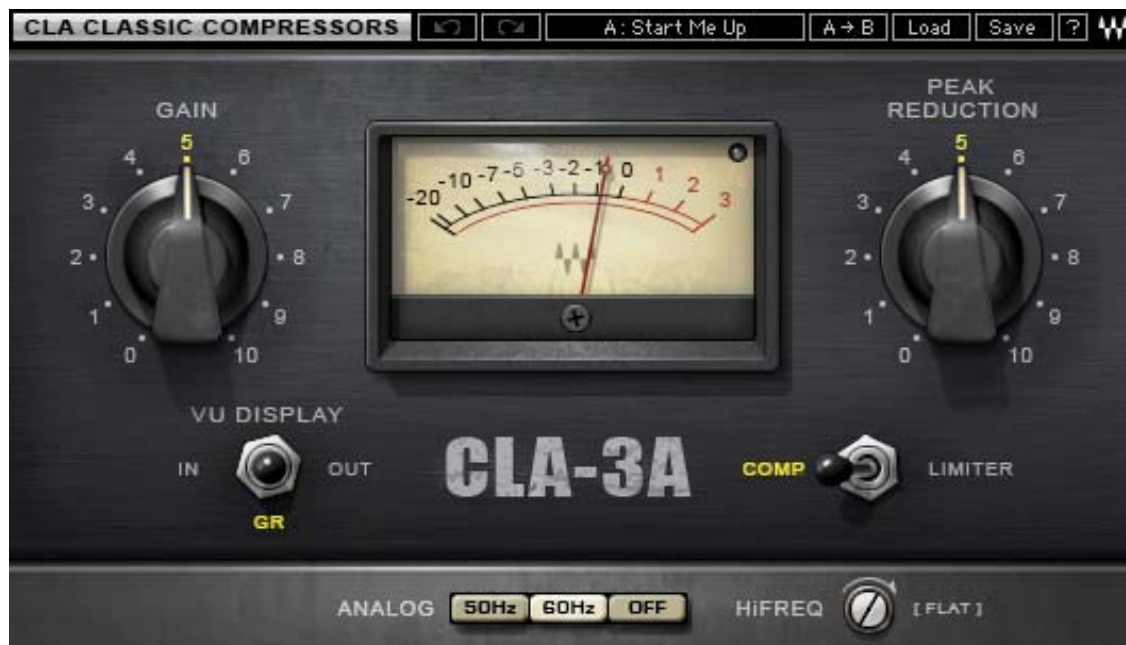 CLA CLASSIC COMPRESSORS A: Start Me Up A→B Load Save ?
GAIN
0 1 2 3 4 5 6 7 8 9 10
-20 -10 -7 -5 -3 -2 -1 0 1 2 3
PEAK
REDUCTION
0 1 2 3 4 5 6 7 8 9 10
VU DISPLAY
IN OUT
GR
CLA-3A
COMP LIMITER
ANALOG 50Hz 60Hz OFF HiFREQ [ FLAT ]